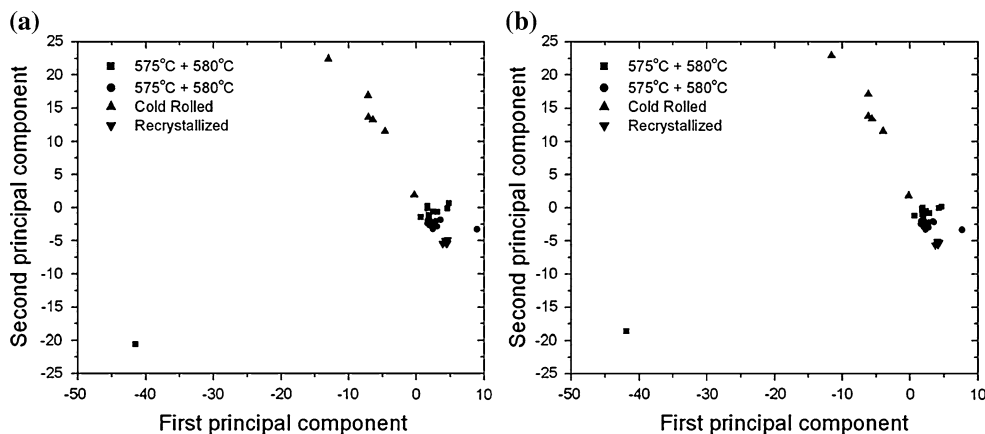 (a)
Second principal component
25
20
15
10
5
0
-5
-10
-15
-20
-25
575°C + 580°C
575°C + 580°C
Cold Rolled
Recrystallized
-50 -40 -30 -20 -10 0 10
First principal component
(b)
Second principal component
25
20
15
10
5
0
-5
-10
-15
-20
-25
575°C + 580°C
575°C + 580°C
Cold Rolled
Recrystallized
-50 -40 -30 -20 -10 0 10
First principal component